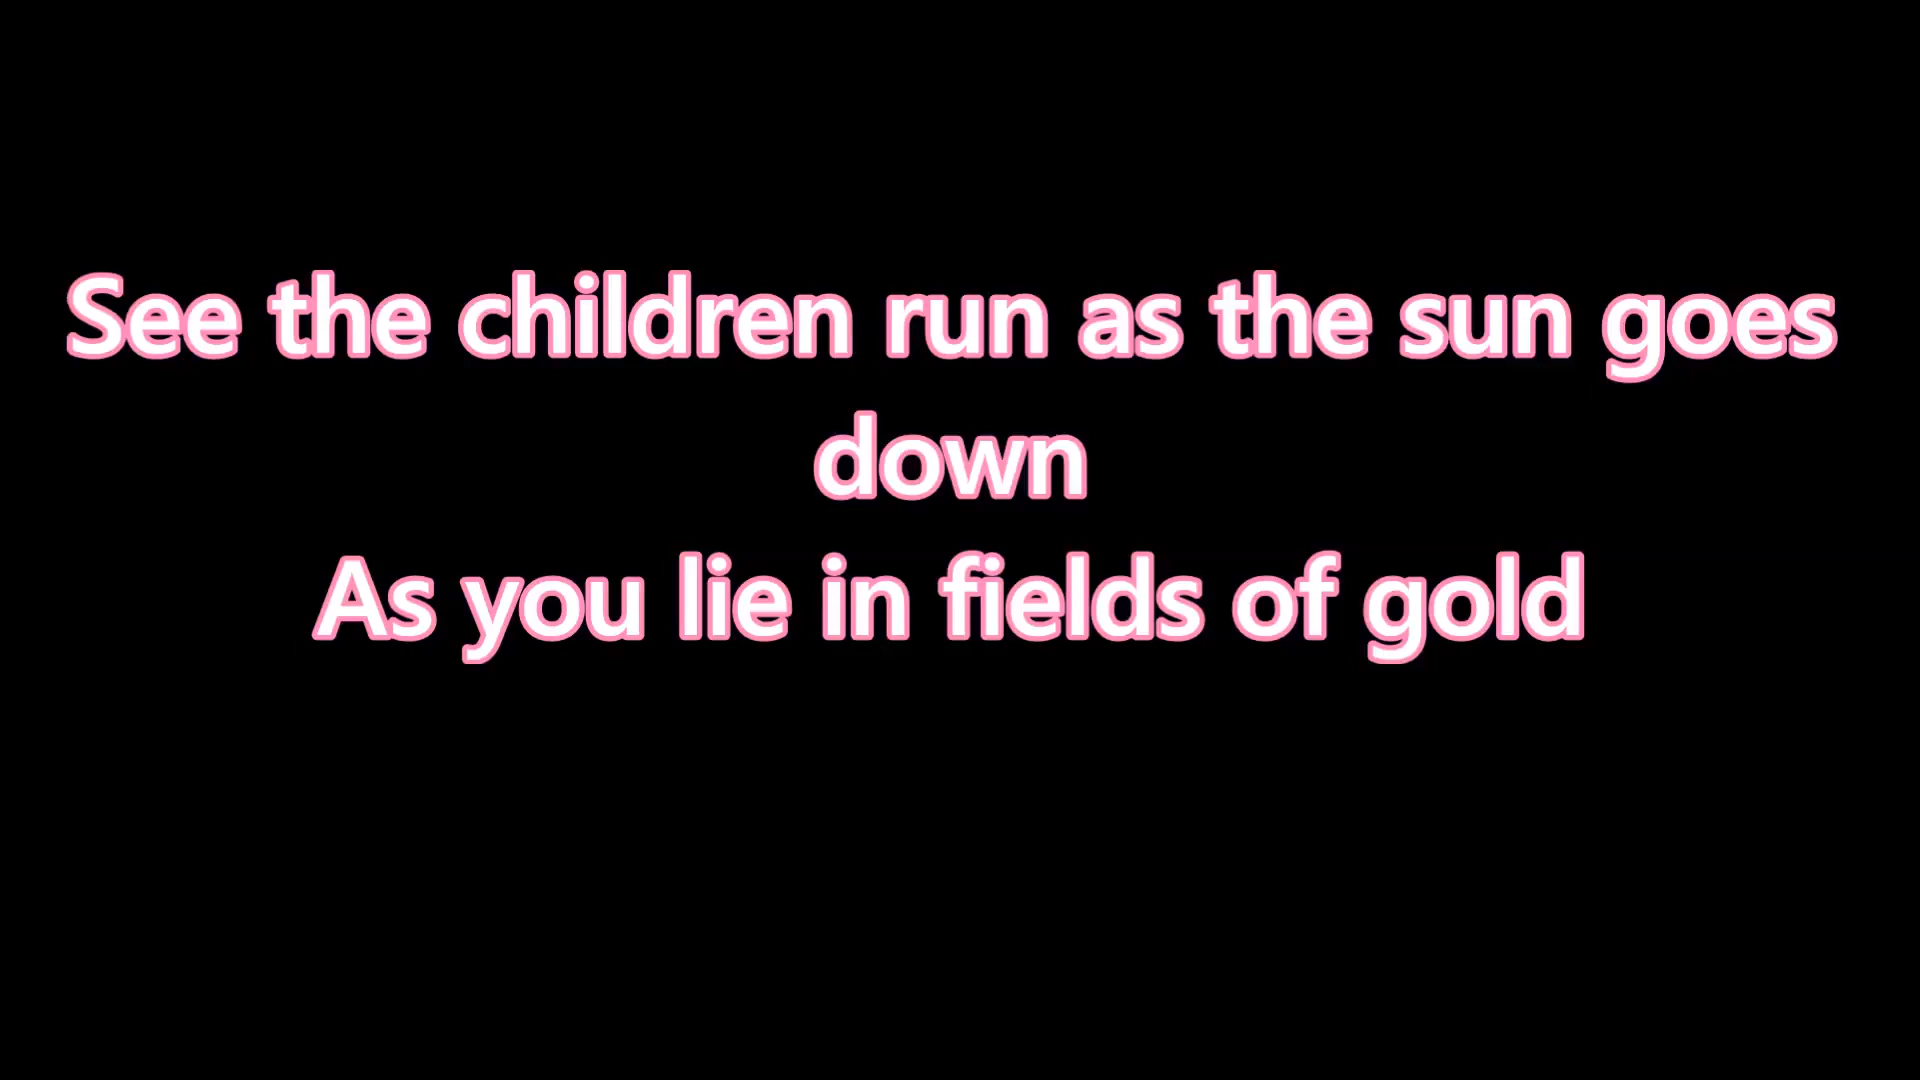 See the children run as the sun goes
down
As you lie in fields of gold